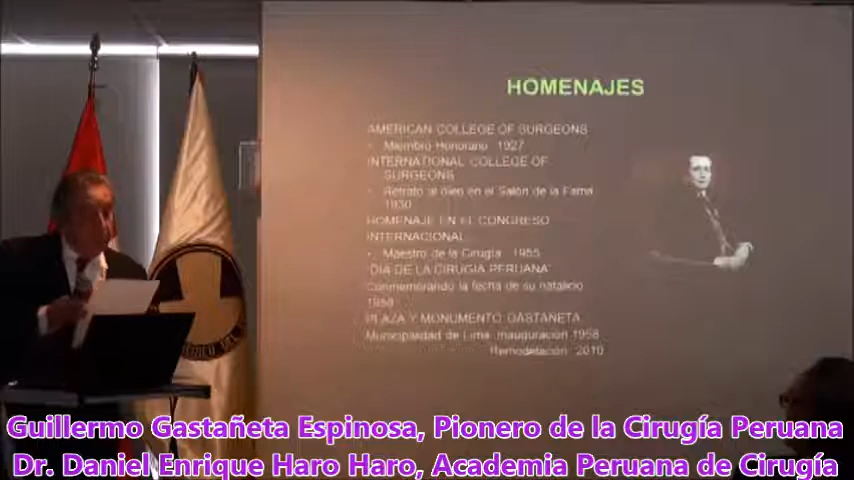 HOMENAJES
AMERICAN COLLEGE OF SURGEONS
• Miembro Honorario 1927
INTERNATIONAL COLLEGE OF
SURGEONS
• Retrato al óleo en el Salón de la Fama
1930
HOMENAJE EN EL CONGRESO
INTERNACIONAL
• Maestro de la Cirugía 1955
"DIA DE LA CIRUGIA PERUANA"
Conmemorando la fecha de su natalicio
1958
PLAZA Y MONUMENTO GASTAÑETA
Municipalidad de Lima. Inauguración 1958
Remodelación 2010
Guillermo Gastañeta Espinosa, Pionero de la Cirugía Peruana
Dr. Daniel Enrique Haro Haro, Academia Peruana de Cirugía